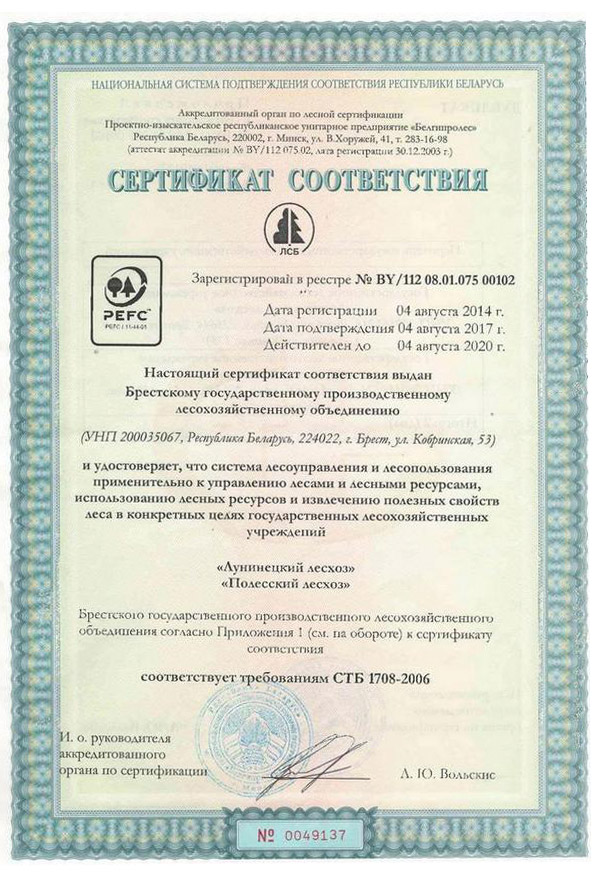 НАЦИОНАЛЬНАЯ СИСТЕМА ПОДТВЕРЖДЕНИЯ СООТВЕТСТВИЯ РЕСПУБЛИКИ БЕЛАРУСЬ
Аккредитованный орган по лесной сертификации
Проектно-изыскательское республиканское унитарное предприятие «Белгипролес»
Республика Беларусь, 220002, г. Минск, ул. В.Хоружей, 41, т. 283-16-98
(аттестат аккредитации № BY/112 075.02, дата регистрации 30.12.2003 г.)
СЕРТИФИКАТ СООТВЕТСТВИЯ
ЛСБ
Зарегистрирован в реестре № BY/112 08.01.075 00102
PEFC™
PEFC / 11-44-01
Дата регистрации 04 августа 2014 г.
Дата подтверждения 04 августа 2017 г.
Действителен до 04 августа 2020 г.
Настоящий сертификат соответствия выдан
Брестскому государственному производственному
лесохозяйственному объединению
(УНП 200035067, Республика Беларусь, 224022, г. Брест, ул. Кобринская, 53)
и удостоверяет, что система лесоуправления и лесопользования
применительно к управлению лесами и лесными ресурсами,
использованию лесных ресурсов и извлечению полезных свойств
леса в конкретных целях государственных лесохозяйственных
учреждений
«Лунинецкий лесхоз»
«Полесский лесхоз»
Брестского государственного производственного лесохозяйственного
объединения согласно Приложения 1 (см. на обороте) к сертификату
соответствия
соответствует требованиям СТБ 1708-2006
И. о. руководителя
аккредитованного
органа по сертификации
Л. Ю. Вольскис
№ 0049137